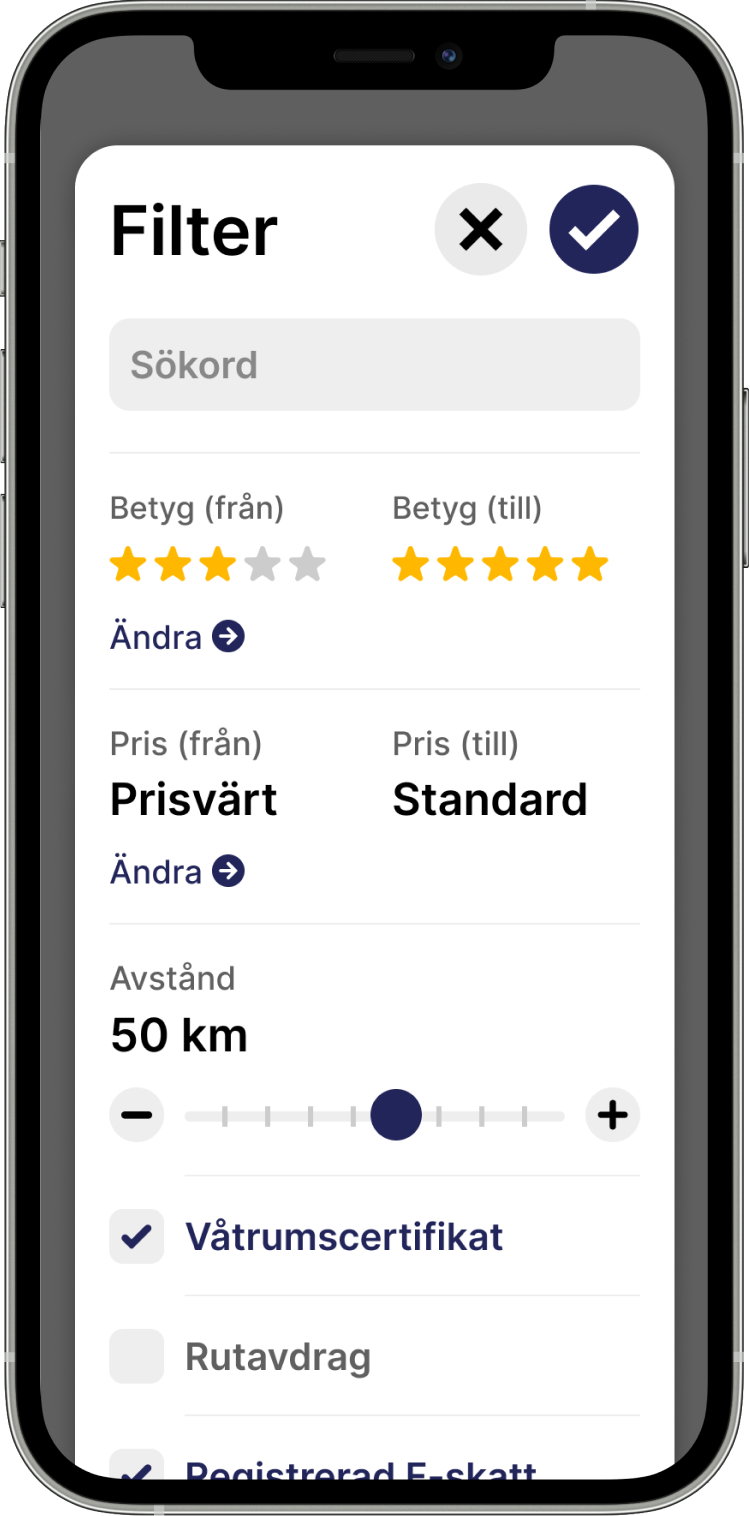 Filter
Sökord
Betyg (från) Betyg (till)
Ändra
Pris (från) Pris (till)
Prisvärt Standard
Ändra
Avstånd
50 km
Våtrumscertifikat
Rutavdrag
Registrerad F-skatt